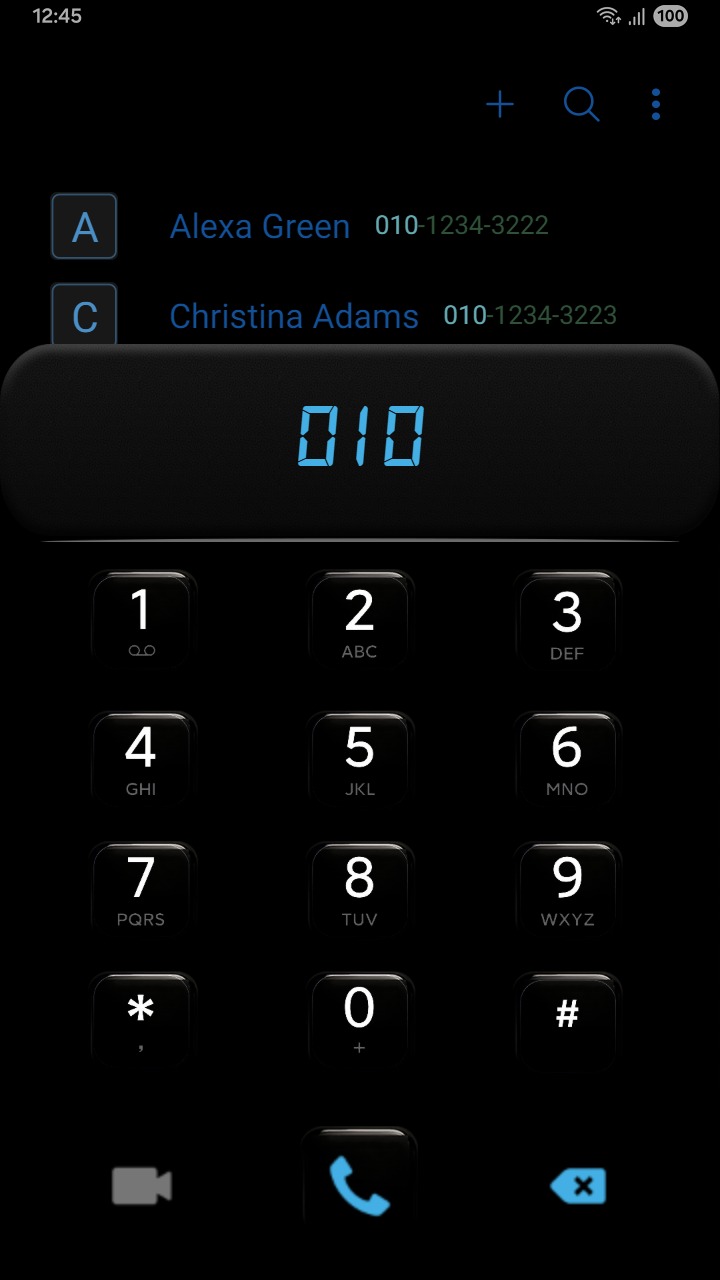 12:45 100
A Alexa Green 010-1234-3222
C Christina Adams 010-1234-3223
010
1 2 3
ABC DEF
4 5 6
GHI JKL MNO
7 8 9
PQRS TUV WXYZ
* 0 #
, +